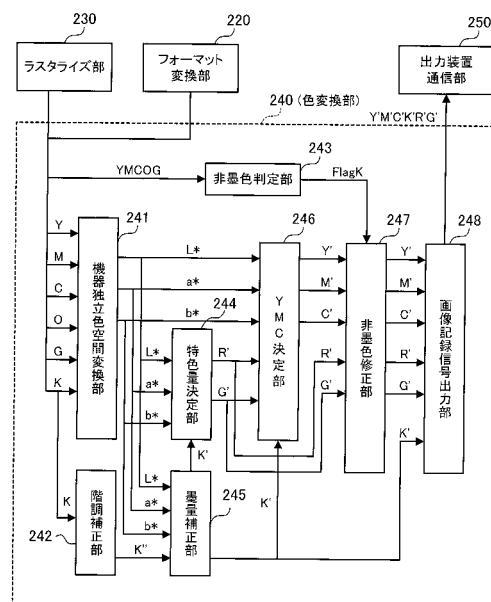 230
ラスタライズ部
220
フォーマット
変換部
250
出力装置
通信部
240(色変換部)
Y'M'C'K'R'G'
243
YMCOG
非墨色判定部
FlagK
241
機器独立色空間変換部
Y
M
C
O
G
K
L*
a*
b*
244
特色量決定部
L*
a*
b*
R'
G'
K'
246
YMC決定部
Y'
M'
C'
R'
G'
247
非墨色修正部
Y'
M'
C'
R'
G'
K'
248
画像記録信号出力部
K
242
階調補正部
L*
a*
b*
K''
245
墨量補正部
K'